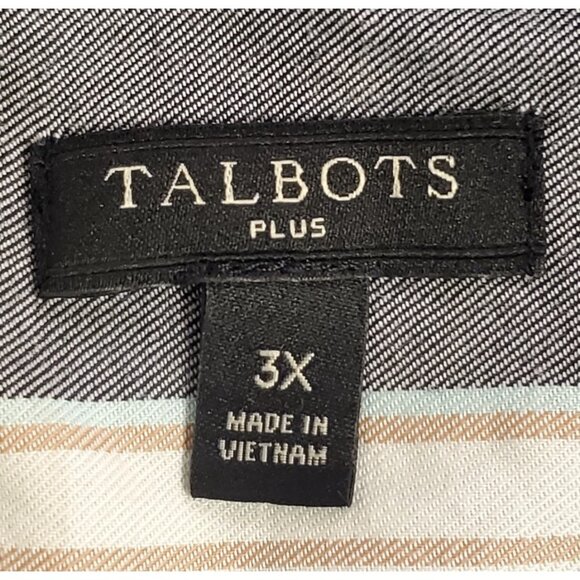 TALBOTS
PLUS
3X
MADE IN
VIETNAM